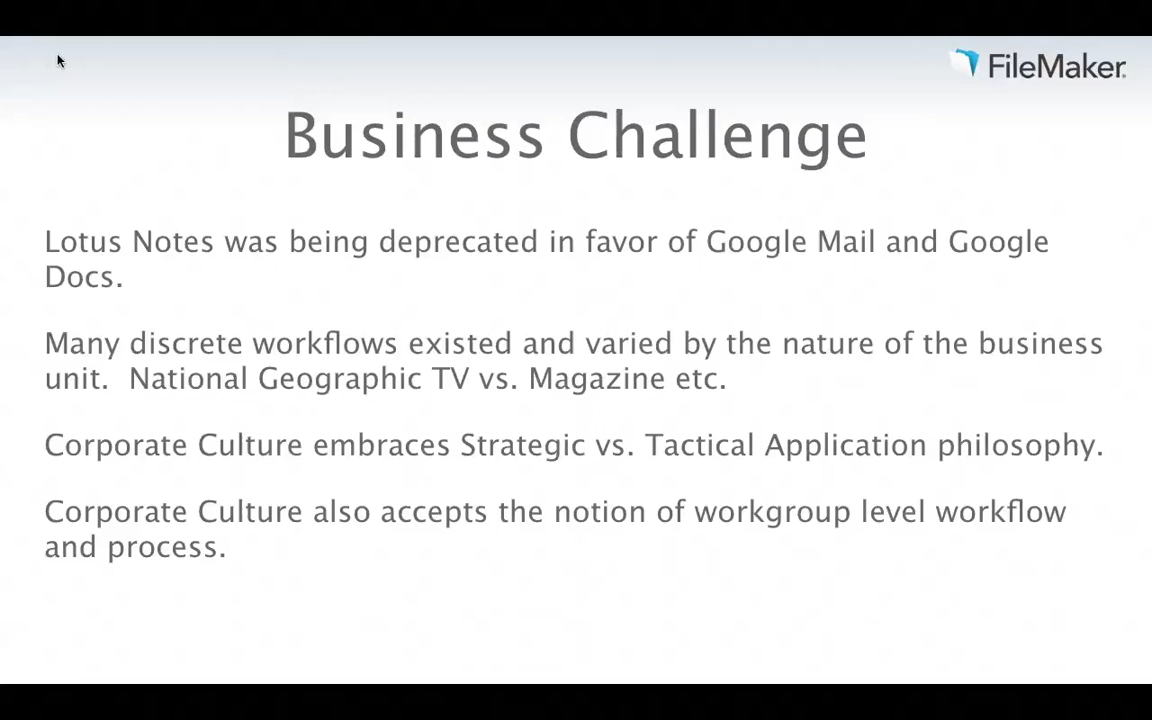 FileMaker
Business Challenge
Lotus Notes was being deprecated in favor of Google Mail and Google
Docs.
Many discrete workflows existed and varied by the nature of the business
unit.  National Geographic TV vs. Magazine etc.
Corporate Culture embraces Strategic vs. Tactical Application philosophy.
Corporate Culture also accepts the notion of workgroup level workflow
and process.